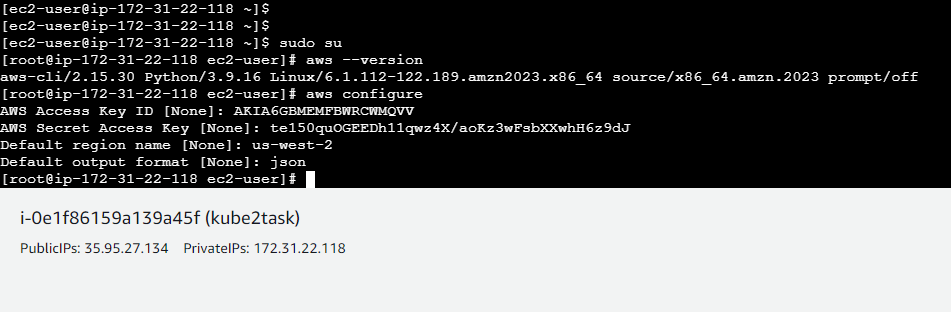 [ec2-user@ip-172-31-22-118 ~]$
[ec2-user@ip-172-31-22-118 ~]$
[ec2-user@ip-172-31-22-118 ~]$ sudo su
[root@ip-172-31-22-118 ec2-user]# aws --version
aws-cli/2.15.30 Python/3.9.16 Linux/6.1.112-122.189.amzn2023.x86_64 source/x86_64.amzn.2023 prompt/off
[root@ip-172-31-22-118 ec2-user]# aws configure
AWS Access Key ID [None]: AKIA6GBMEMFBWRCWMQVV
AWS Secret Access Key [None]: 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
Default region name [None]: us-west-2
Default output format [None]: json
[root@ip-172-31-22-118 ec2-user]#
i-0e1f86159a139a45f (kube2task)
PublicIPs: 35.95.27.134 PrivateIPs: 172.31.22.118